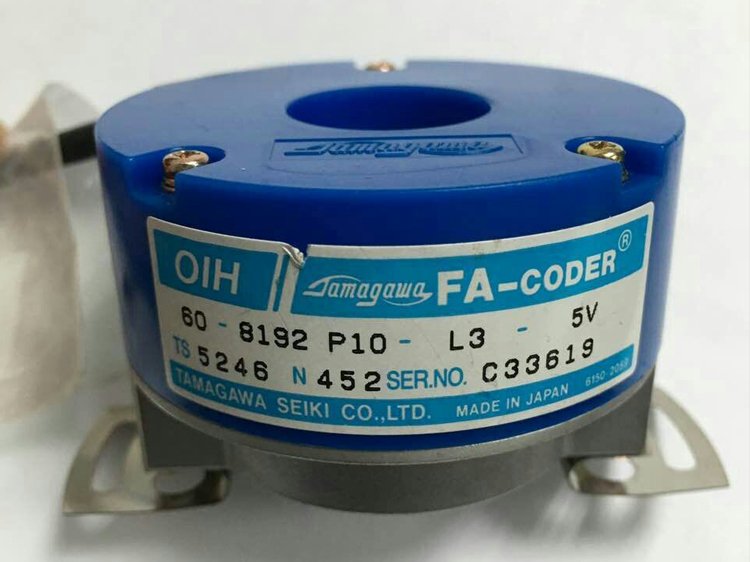 Tamagawa
OIH Tamagawa FA-CODER®
60 - 8192 P10 - L3 - 5V
TS 5246 N 452 SER.NO. C33619
TAMAGAWA SEIKI CO.,LTD. MADE IN JAPAN